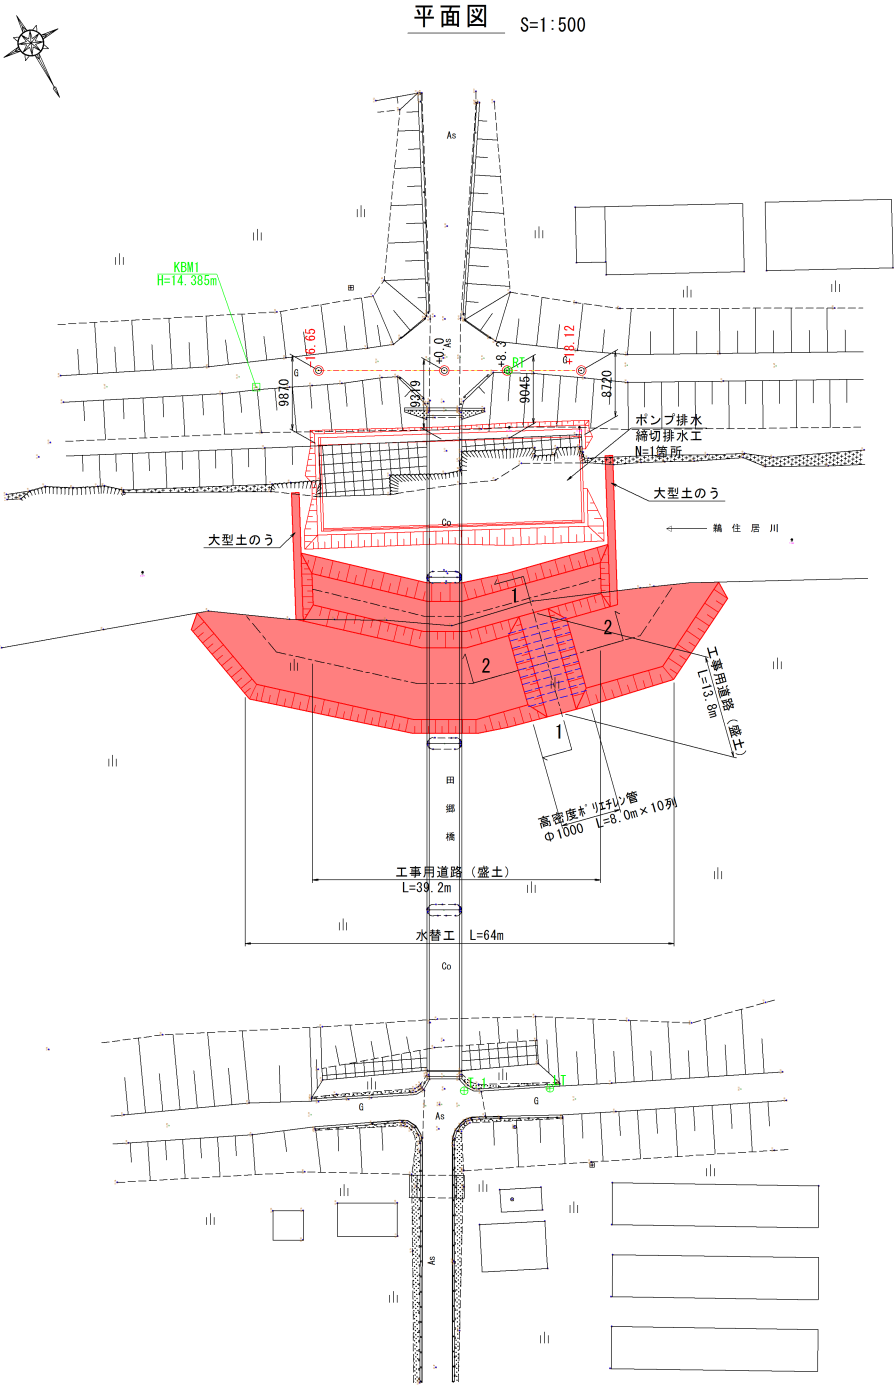 平面図 S=1:500
As
KBM1
H=14.385m
-16.65
+0.0
As
+8.3
RT
G
+18.12
G
9870
9319
9045
8720
ポンプ排水
締切排水工
N=1箇所
大型土のう
大型土のう
鵜住居川
Co
1
2
2
1
工事用道路(盛土)
L=13.8m
高密度ポリエチレン管
Φ1000 L=8.0m×10列
田郷橋
工事用道路(盛土)
L=39.2m
水替工 L=64m
Co
G
As
G
As